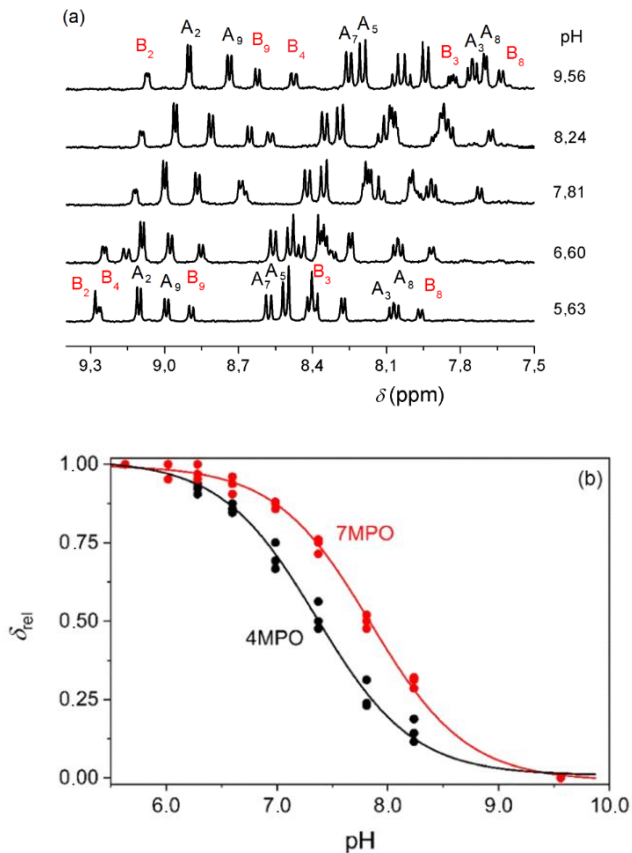 (a)
B2 A2 A9 B9 B4 A7 A5 B3 A3 A8 B8 pH
9,56
8,24
7,81
6,60
B2 B4 A2 A9 B9 A7 A5 B3 A3 A8 B8
5,63
9,3 9,0 8,7 8,4 8,1 7,8 7,5
δ (ppm)
(b)
1.00
0.75
0.50
0.25
0.00
δrel
7MPO
4MPO
6.0 7.0 8.0 9.0 10.0
pH